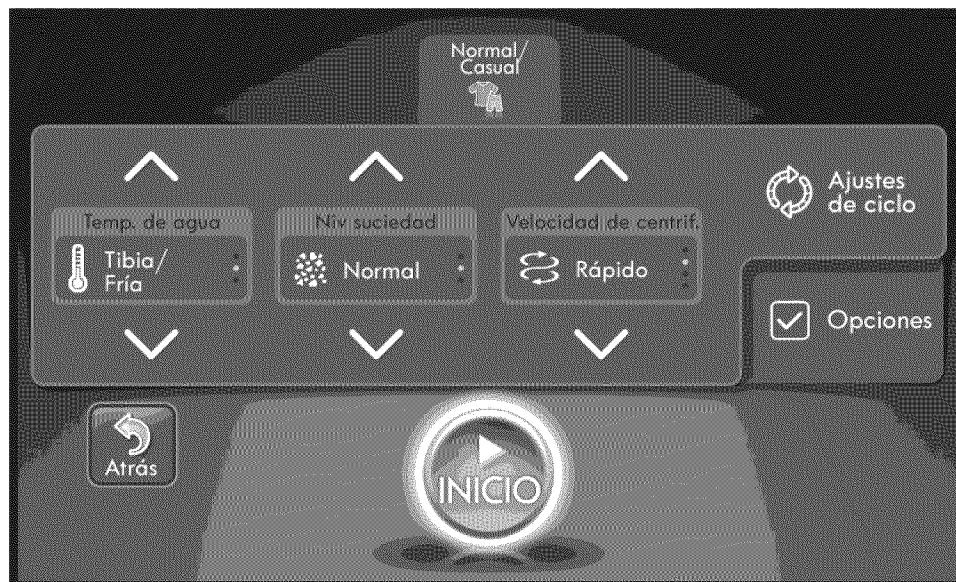 Normal/
Casual
Temp. de agua
Niv suciedad
Velocidad de centrif.
Tibia/
Fría
Normal
Rápido
Ajustes
de ciclo
Opciones
Atrás
INICIO